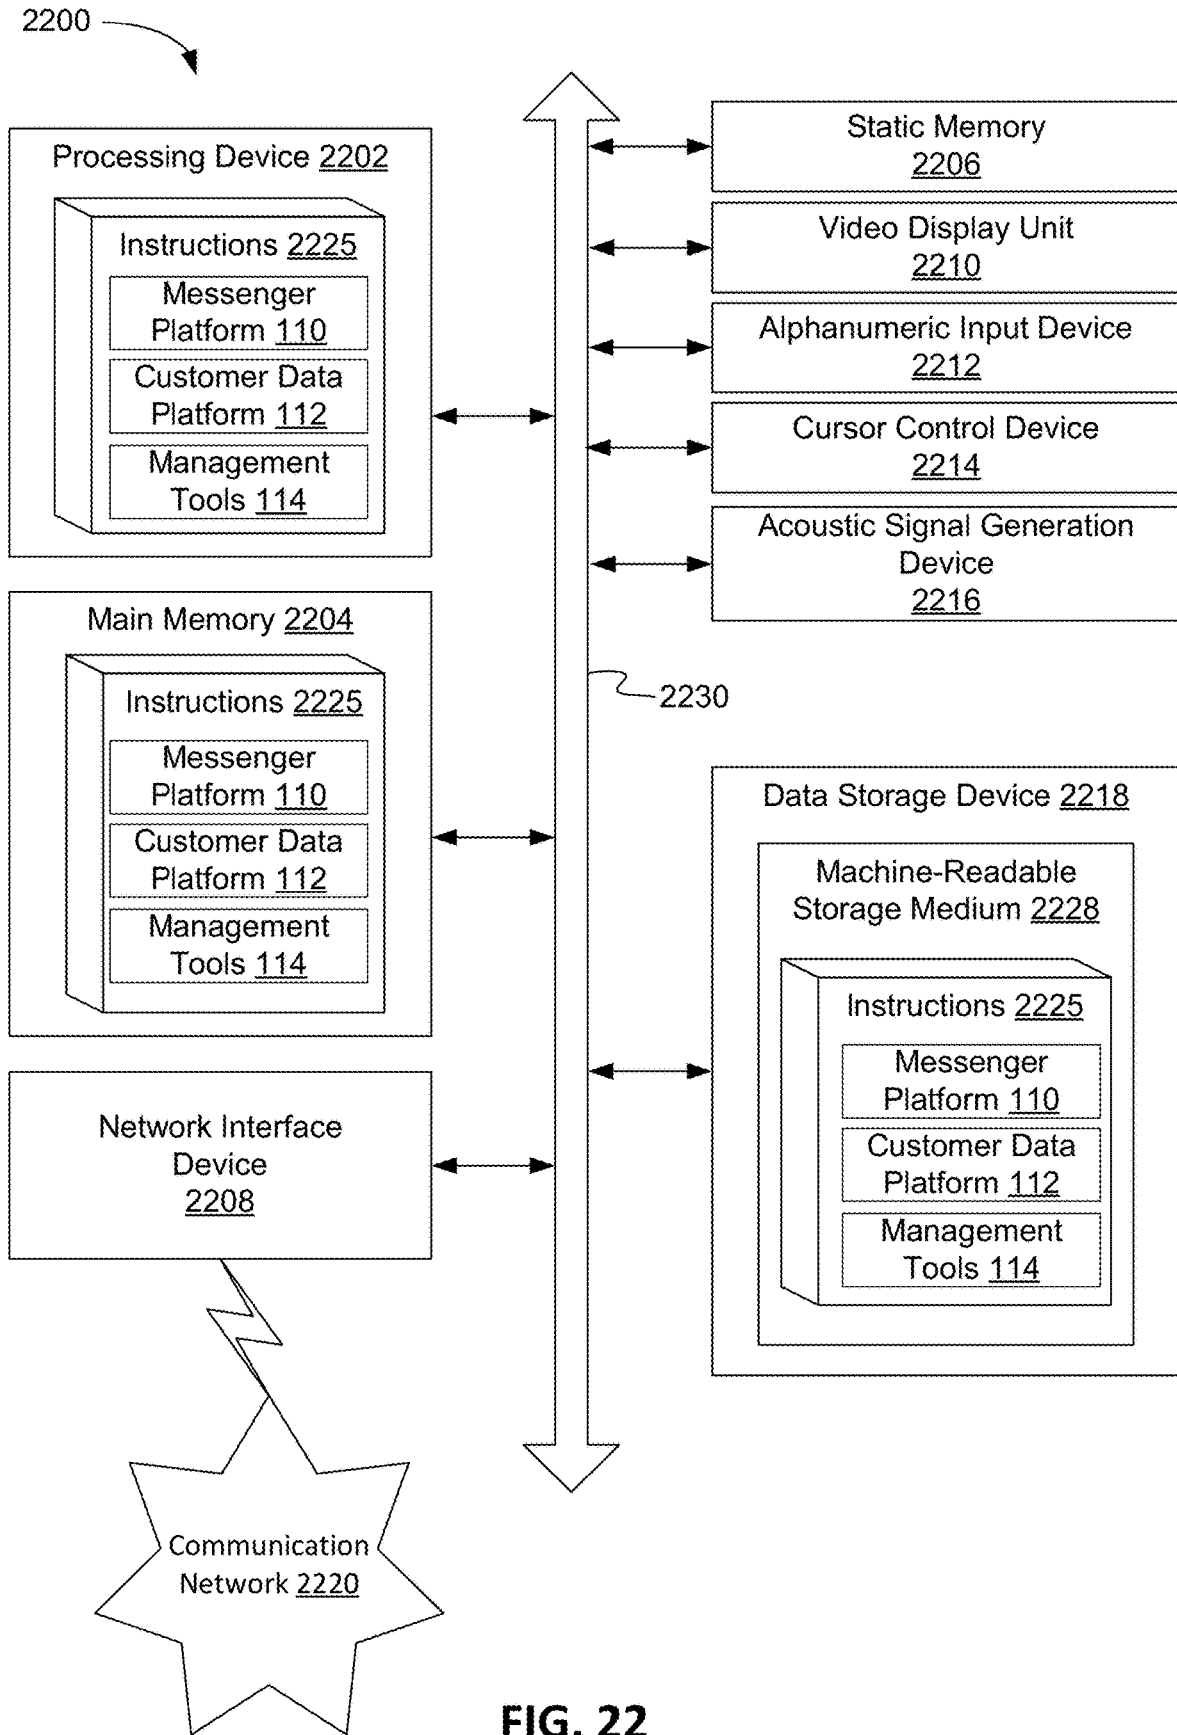 2200
Processing Device 2202
Instructions 2225
Messenger
Platform 110
Customer Data
Platform 112
Management
Tools 114
Main Memory 2204
Instructions 2225
Messenger
Platform 110
Customer Data
Platform 112
Management
Tools 114
Network Interface
Device
2208
Communication
Network 2220
Static Memory
2206
Video Display Unit
2210
Alphanumeric Input Device
2212
Cursor Control Device
2214
Acoustic Signal Generation
Device
2216
2230
Data Storage Device 2218
Machine-Readable
Storage Medium 2228
Instructions 2225
Messenger
Platform 110
Customer Data
Platform 112
Management
Tools 114
FIG. 22